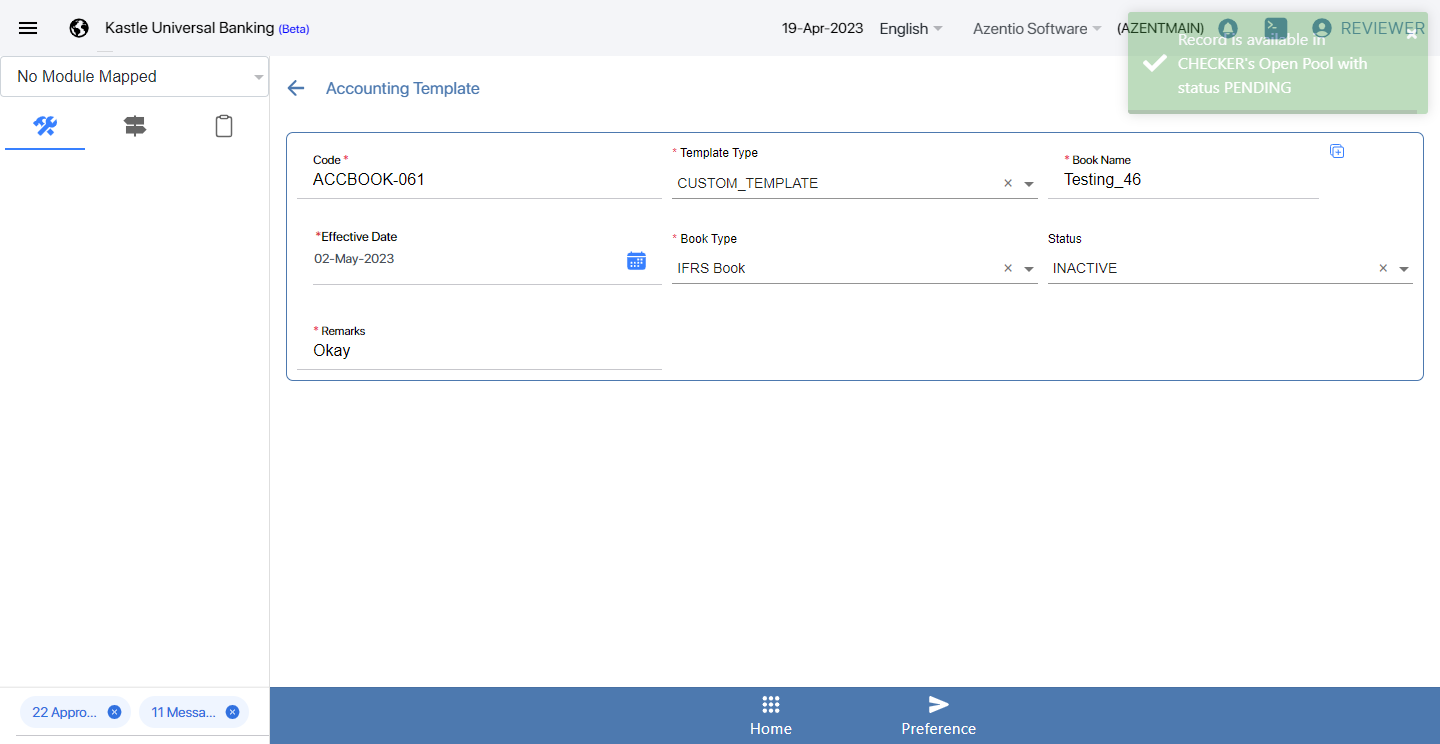 Kastle Universal Banking (Beta)
19-Apr-2023
English
Azentio Software
(AZENTMAIN)
REVIEWER
Record is available in
CHECKER's Open Pool with
status PENDING
No Module Mapped
Accounting Template
Code *
ACCBOOK-061
* Template Type
CUSTOM_TEMPLATE
* Book Name
Testing_46
*Effective Date
02-May-2023
* Book Type
IFRS Book
Status
INACTIVE
* Remarks
Okay
22 Appro...
11 Messa...
Home
Preference